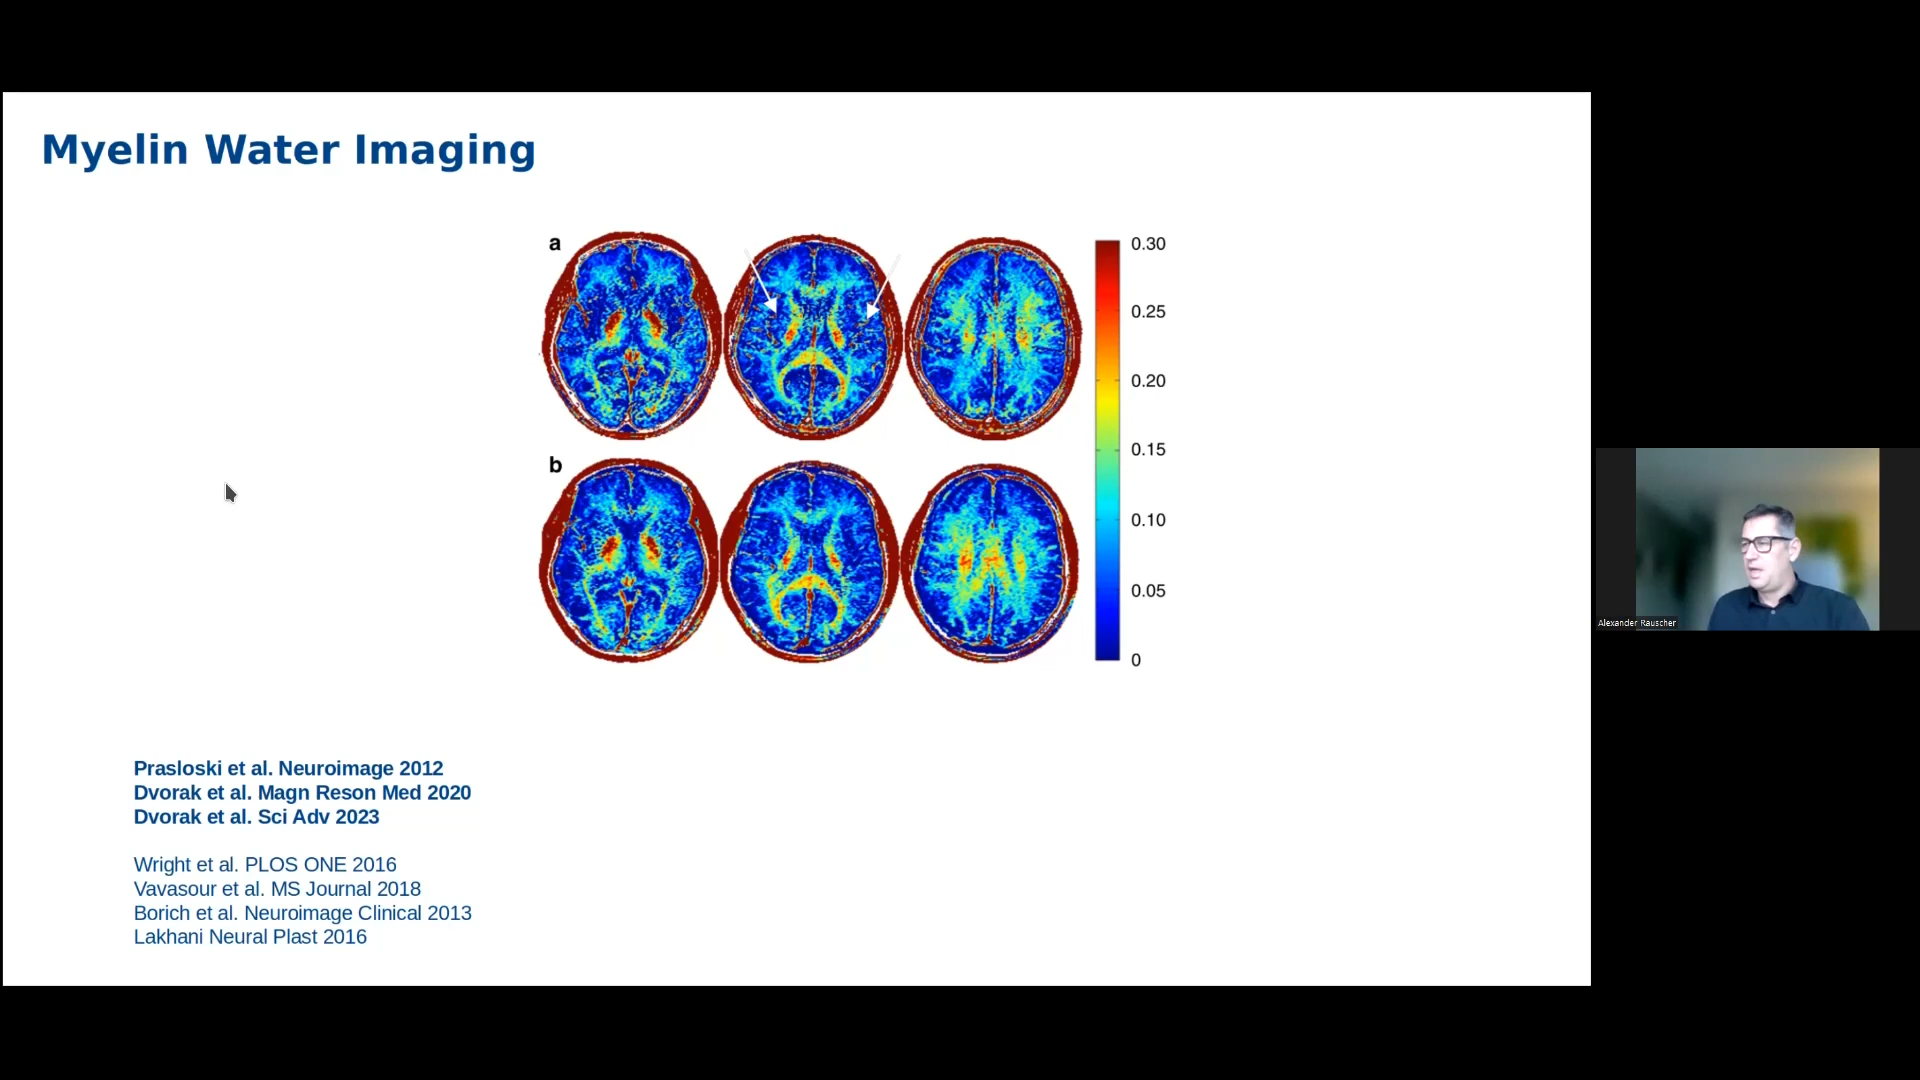 Myelin Water Imaging
a
b
0.30
0.25
0.20
0.15
0.10
0.05
0
Prasloski et al. Neuroimage 2012
Dvorak et al. Magn Reson Med 2020
Dvorak et al. Sci Adv 2023
Wright et al. PLOS ONE 2016
Vavasour et al. MS Journal 2018
Borich et al. Neuroimage Clinical 2013
Lakhani Neural Plast 2016
Alexander Rauscher